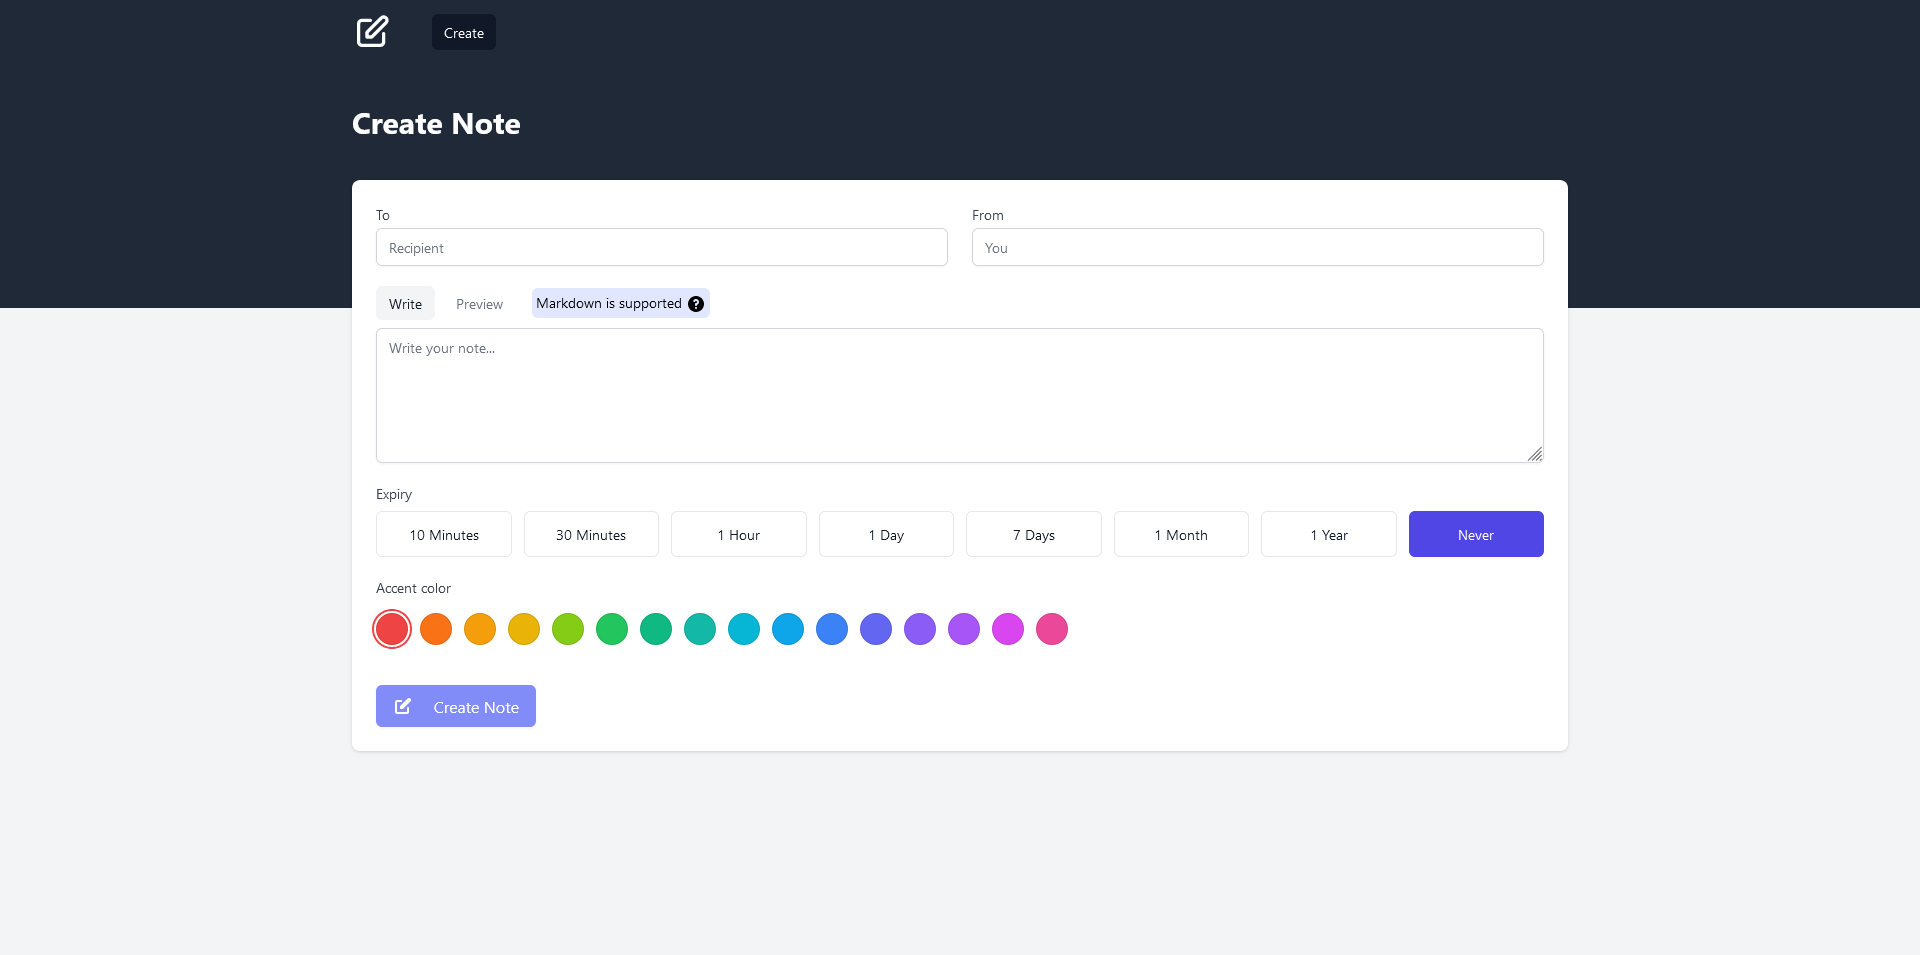 Create
Create Note
To
From
Recipient
You
Write
Preview
Markdown is supported ?
Write your note...
Expiry
10 Minutes
30 Minutes
1 Hour
1 Day
7 Days
1 Month
1 Year
Never
Accent color
Create Note